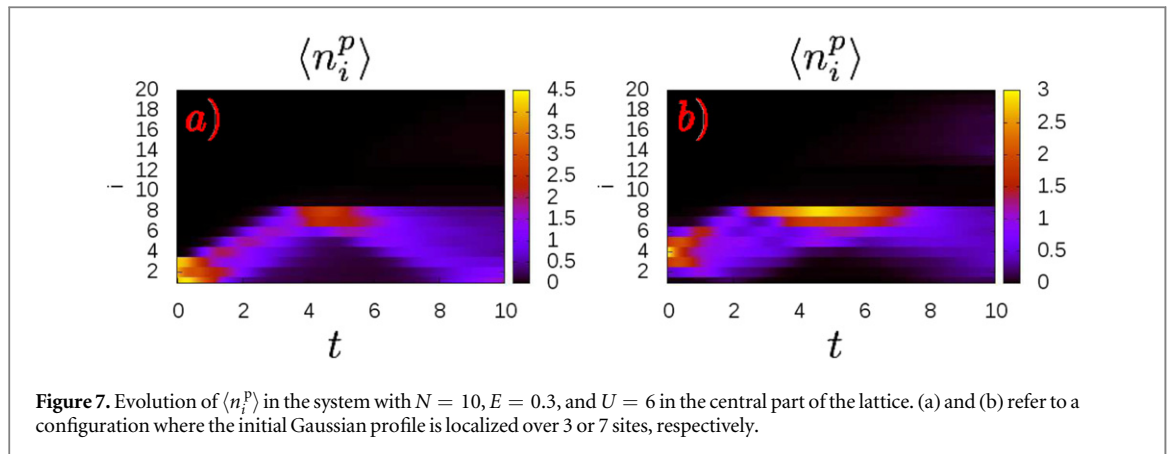 ⟨n_i^p⟩ ⟨n_i^p⟩
a) b)
20 18 16 14 12 10 8 6 4 2
i
4.5 4 3.5 3 2.5 2 1.5 1 0.5 0
0 2 4 6 8 10
t
20 18 16 14 12 10 8 6 4 2
i
3 2.5 2 1.5 1 0.5 0
0 2 4 6 8 10
t
Figure 7. Evolution of ⟨n_i^p⟩ in the system with N = 10, E = 0.3, and U = 6 in the central part of the lattice. (a) and (b) refer to a
configuration where the initial Gaussian profile is localized over 3 or 7 sites, respectively.